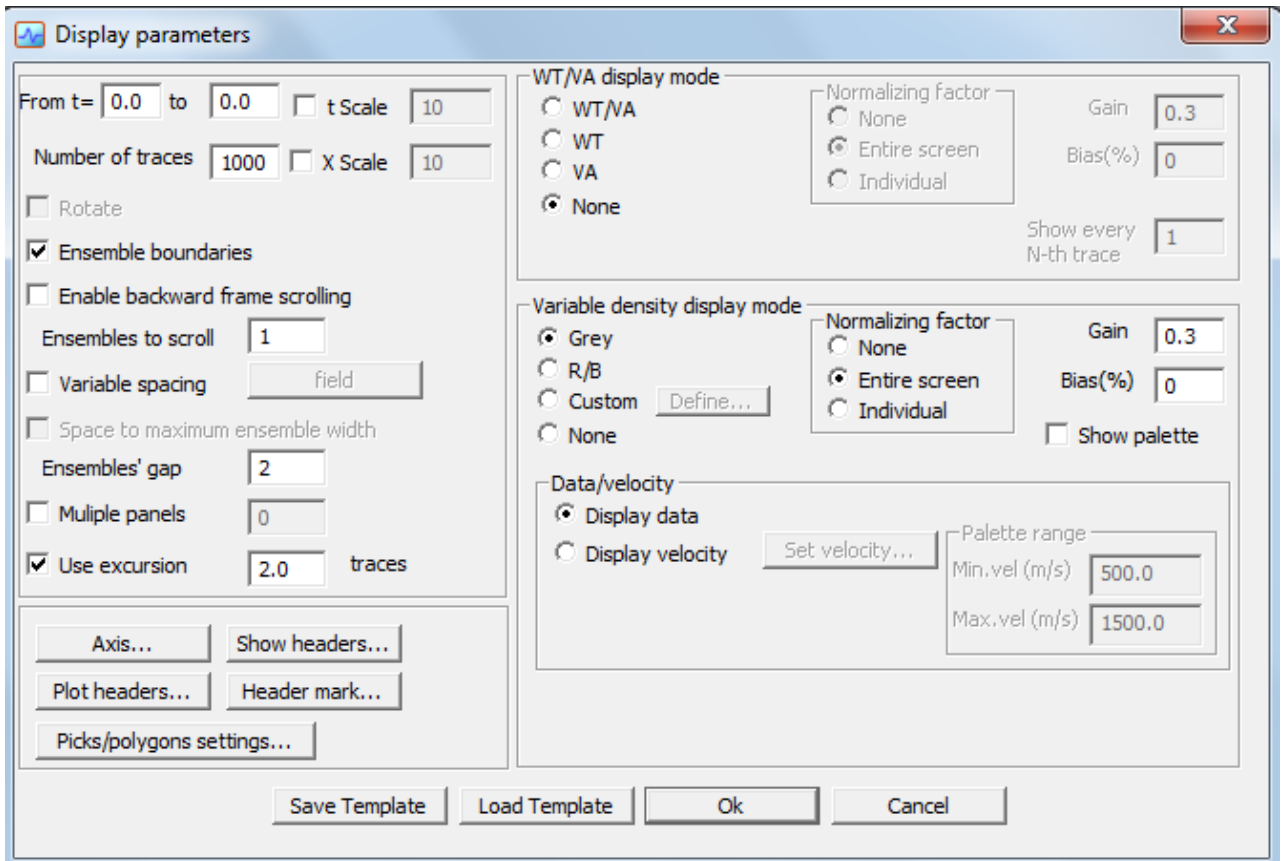 Display parameters
From t= 0.0 to 0.0 t Scale 10
Number of traces 1000 X Scale 10
Rotate
Ensemble boundaries
Enable backward frame scrolling
Ensembles to scroll 1
Variable spacing field
Space to maximum ensemble width
Ensembles' gap 2
Muliple panels 0
Use excursion 2.0 traces
Axis... Show headers...
Plot headers... Header mark...
Picks/polygons settings...
WT/VA display mode
WT/VA
WT
VA
None
Normalizing factor
None
Entire screen
Individual
Gain 0.3
Bias(%) 0
Show every
N-th trace 1
Variable density display mode
Grey
R/B
Custom Define...
None
Normalizing factor
None
Entire screen
Individual
Gain 0.3
Bias(%) 0
Show palette
Data/velocity
Display data
Display velocity Set velocity...
Palette range
Min.vel (m/s) 500.0
Max.vel (m/s) 1500.0
Save Template Load Template Ok Cancel